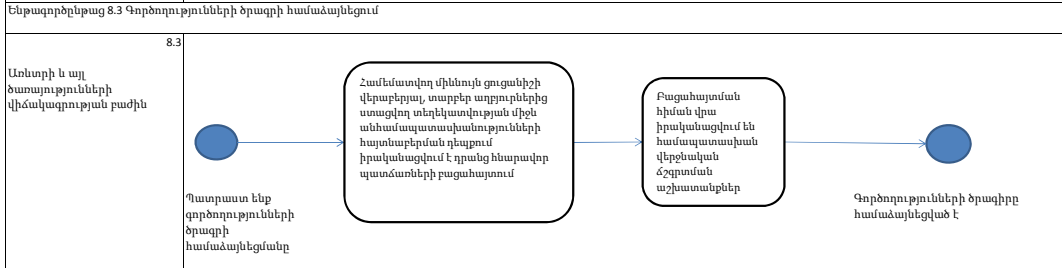 Ենթագործընթաց 8.3 Գործողությունների ծրագրի համաձայնեցում
8.3
Առևտրի և այլ
ծառայությունների
վիճակագրության բաժին
Համեմատվող միևնույն ցուցանիշի
վերաբերյալ, տարբեր աղբյուրներից
ստացվող տեղեկատվության միջև
անհամապատասխանությունների
հայտնաբերման դեպքում
իրականացվում է դրանց հնարավոր
պատճառների բացահայտում
Բացահայտման
հիման վրա
իրականացվում են
համապատասխան
վերջնական
ճշգրտման
աշխատանքներ
Պատրաստ ենք
գործողությունների
ծրագրի
համաձայնեցմանը
Գործողությունների ծրագիրը
համաձայնեցված է